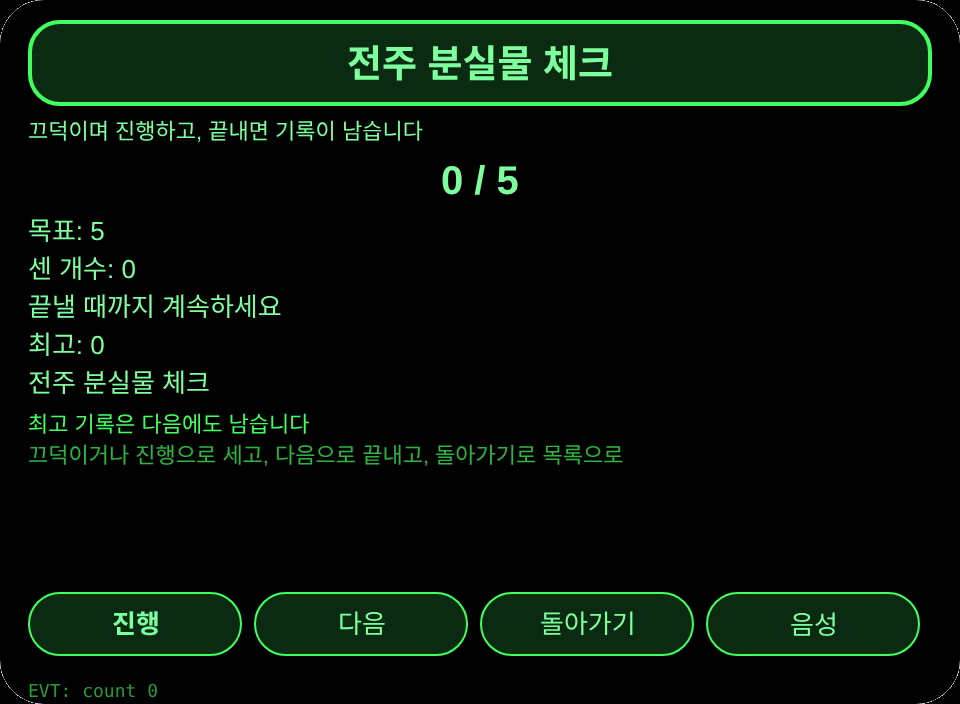 전주 분실물 체크
끄덕이며 진행하고, 끝내면 기록이 남습니다
0 / 5
목표: 5
센 개수: 0
끝낼 때까지 계속하세요
최고: 0
전주 분실물 체크
최고 기록은 다음에도 남습니다
끄덕이거나 진행으로 세고, 다음으로 끝내고, 돌아가기로 목록으로
진행 다음 돌아가기 음성
EVT: count 0